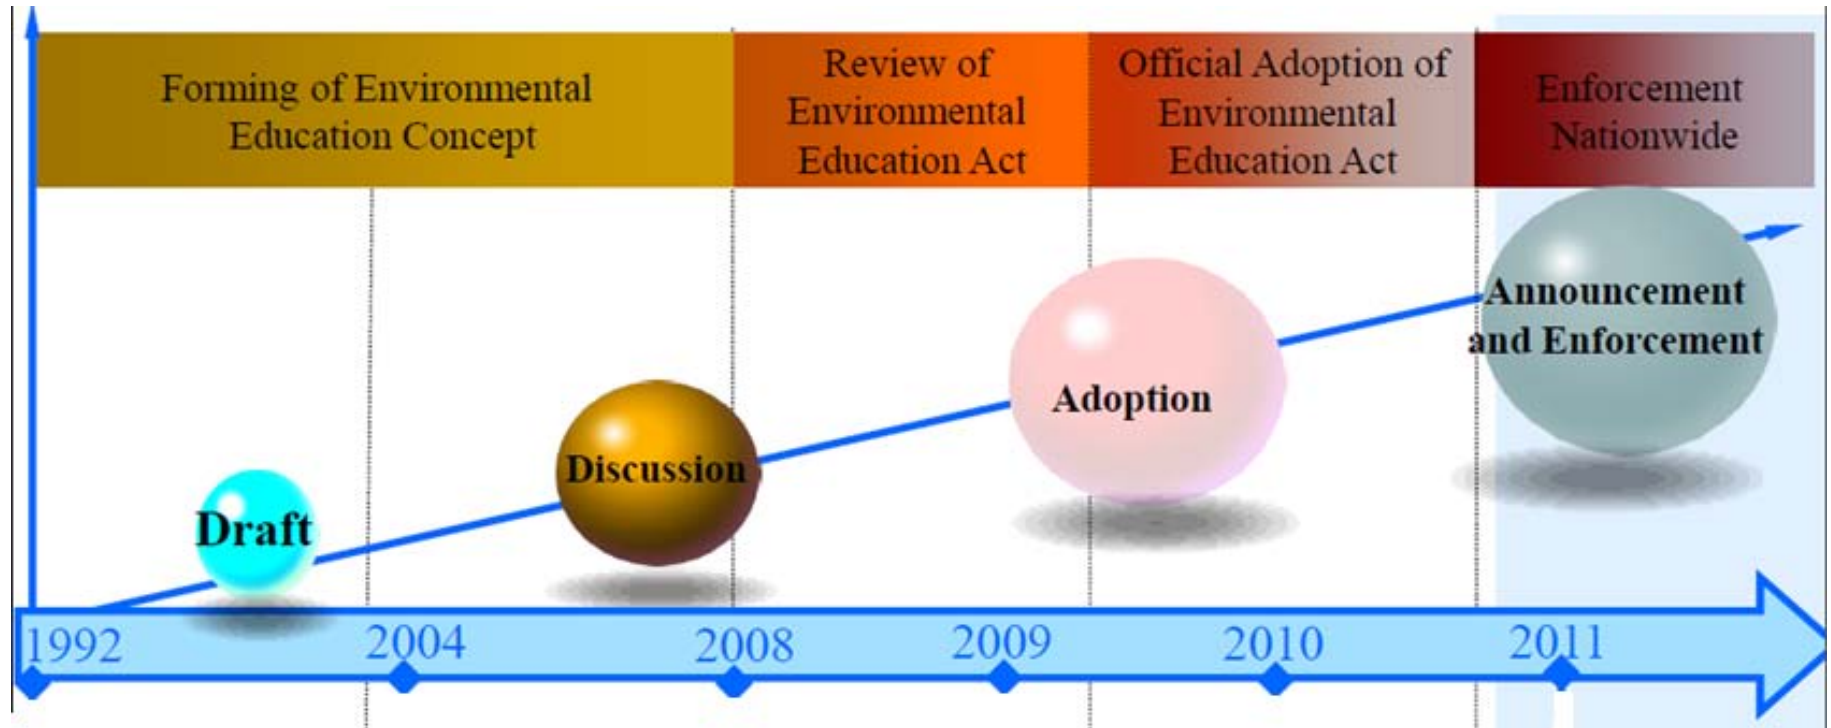 Forming of Environmental
Education Concept
Review of
Environmental
Education Act
Official Adoption of
Environmental
Education Act
Enforcement
Nationwide
Draft
Discussion
Adoption
Announcement
and Enforcement
1992
2004
2008
2009
2010
2011